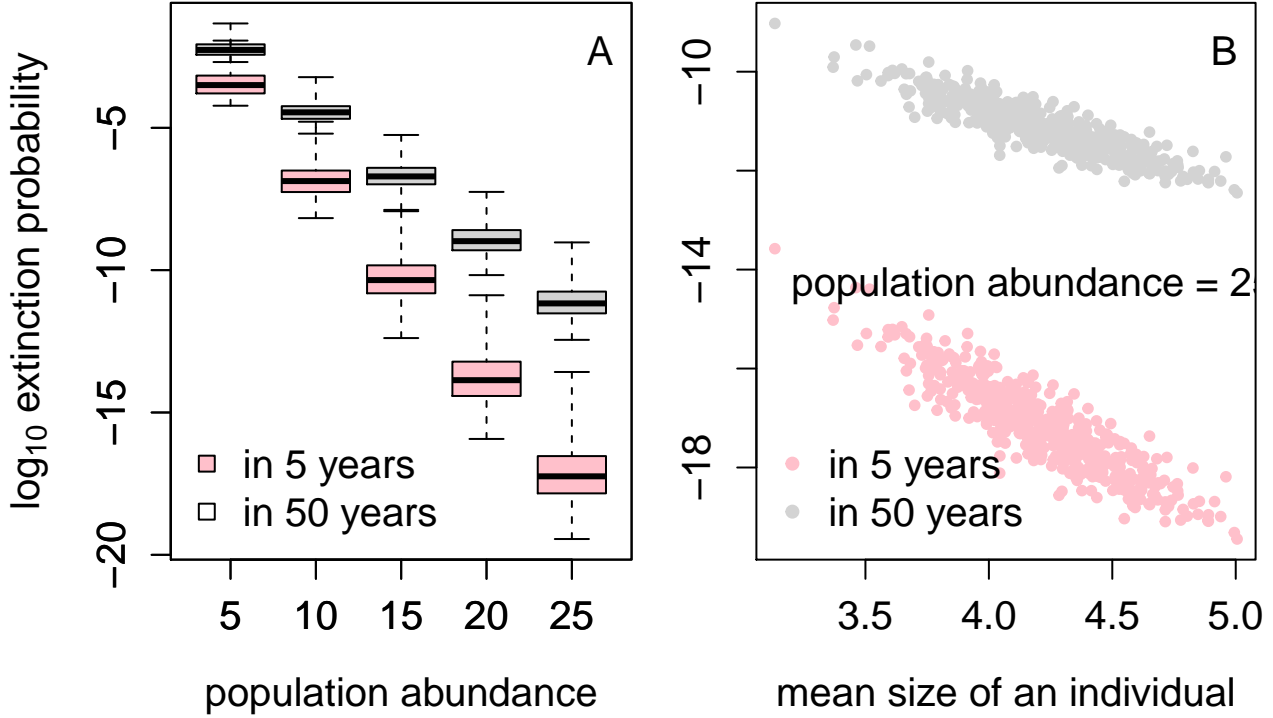 A
log₁₀ extinction probability
−5
−10
−15
−20
in 5 years
in 50 years
5 10 15 20 25
population abundance
B
−10
−14
−18
population abundance = 2
in 5 years
in 50 years
3.5 4.0 4.5 5.0
mean size of an individual